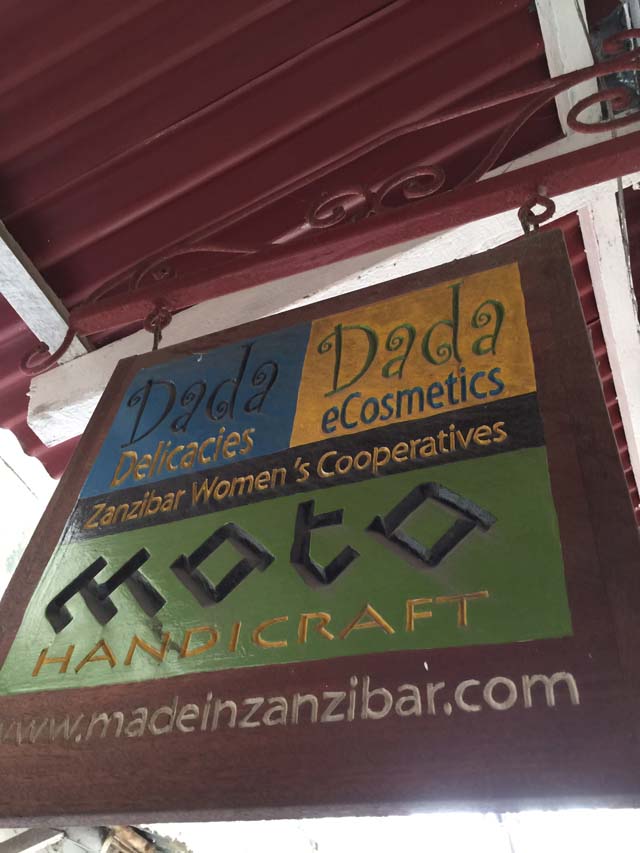 Dada Dada
Delicacies eCosmetics
Zanzibar Women's Cooperatives
Moto
HANDICRAFT
www.madeinzanzibar.com